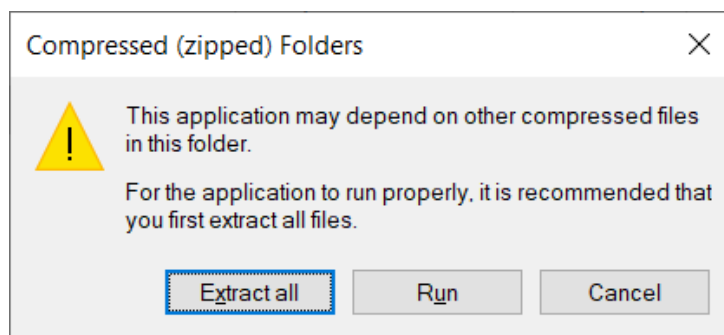 Compressed (zipped) Folders
This application may depend on other compressed files
in this folder.
For the application to run properly, it is recommended that
you first extract all files.
Extract all
Run
Cancel